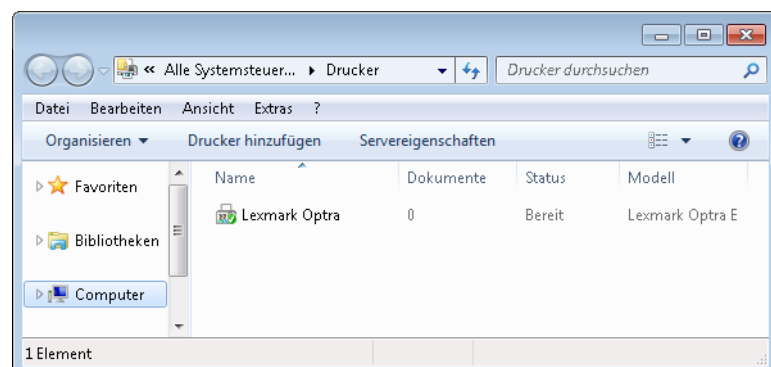 « Alle Systemsteuer... ▸ Drucker Drucker durchsuchen
Datei Bearbeiten Ansicht Extras ?
Organisieren Drucker hinzufügen Servereigenschaften
Name Dokumente Status Modell
Favoriten
Lexmark Optra 0 Bereit Lexmark Optra E
Bibliotheken
Computer
1 Element